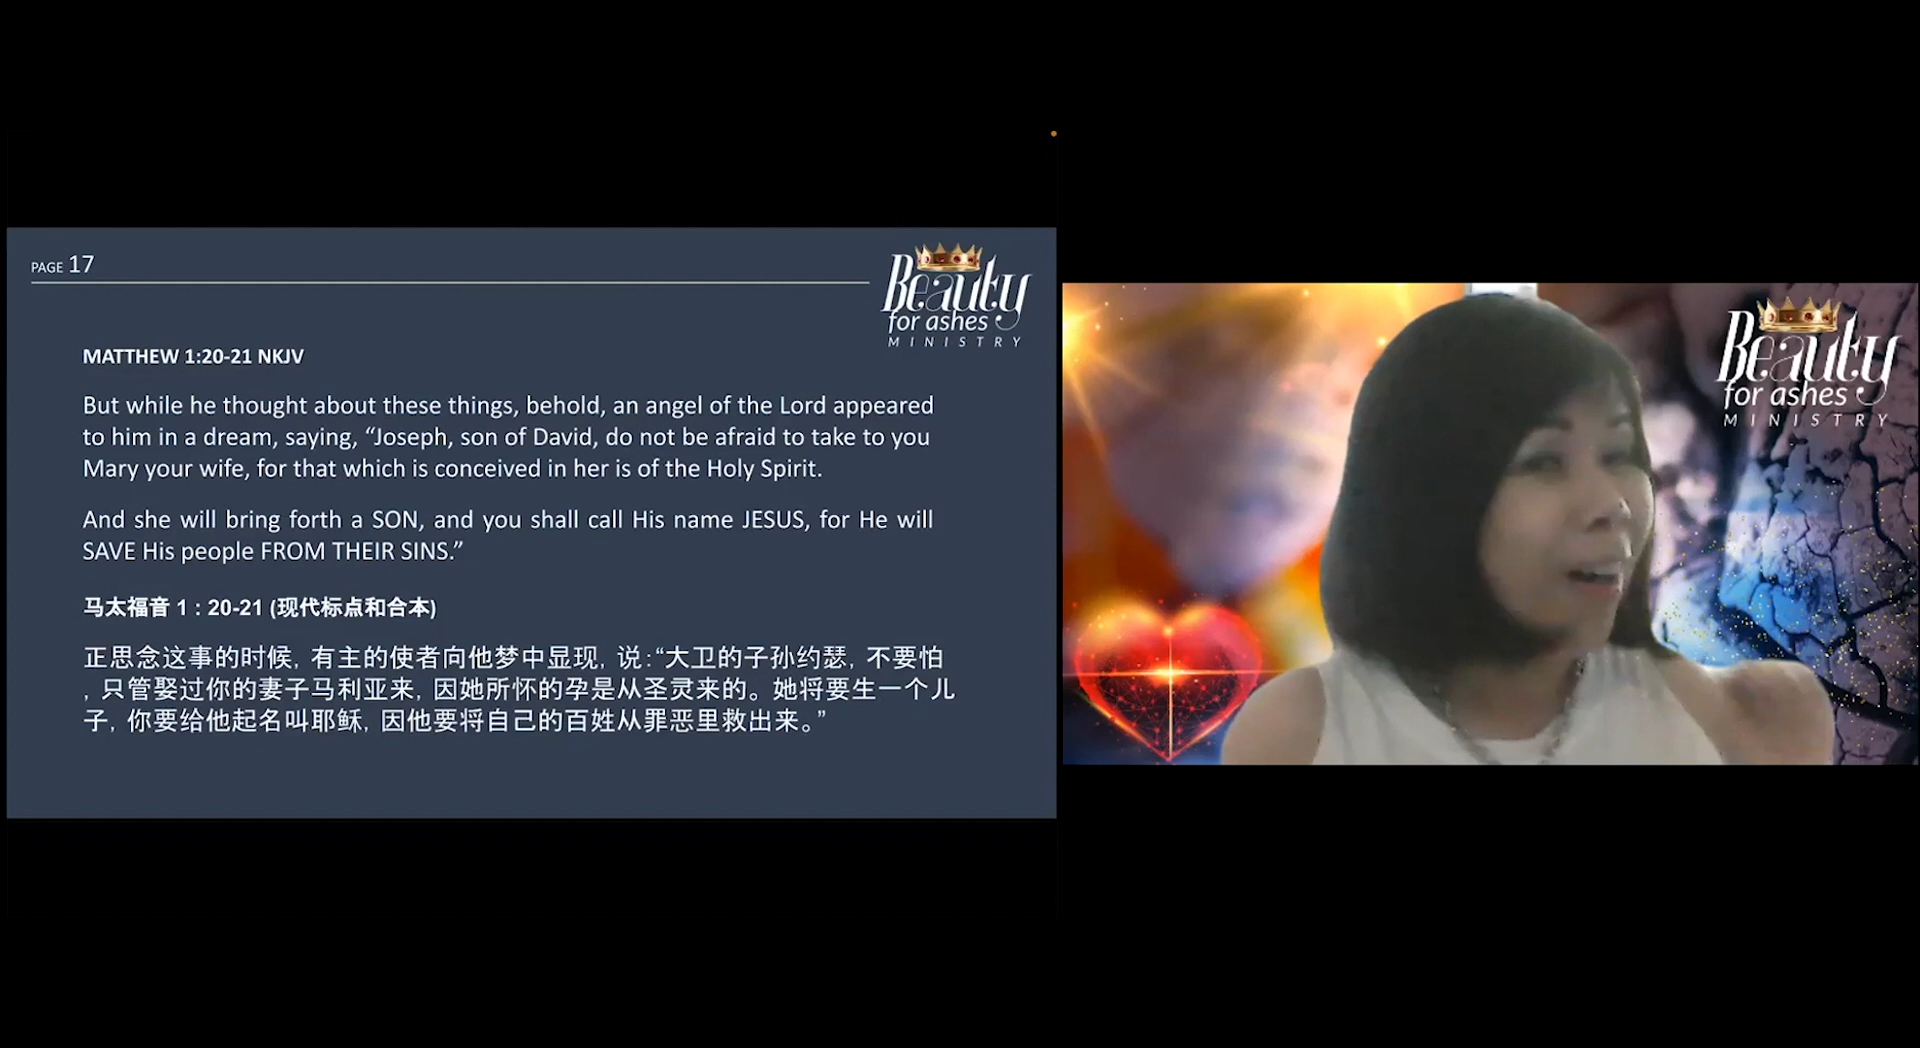 PAGE 17
Beauty
for ashes
MINISTRY
MATTHEW 1:20-21 NKJV
But while he thought about these things, behold, an angel of the Lord appeared
to him in a dream, saying, “Joseph, son of David, do not be afraid to take to you
Mary your wife, for that which is conceived in her is of the Holy Spirit.
And she will bring forth a SON, and you shall call His name JESUS, for He will
SAVE His people FROM THEIR SINS.”
马太福音 1 : 20-21 (现代标点和合本)
正思念这事的时候，有主的使者向他梦中显现，说：“大卫的子孙约瑟，不要怕
，只管娶过你的妻子马利亚来，因她所怀的孕是从圣灵来的。她将要生一个儿
子，你要给他起名叫耶稣，因他要将自己的百姓从罪恶里救出来。”
Beauty
for ashes
MINISTRY